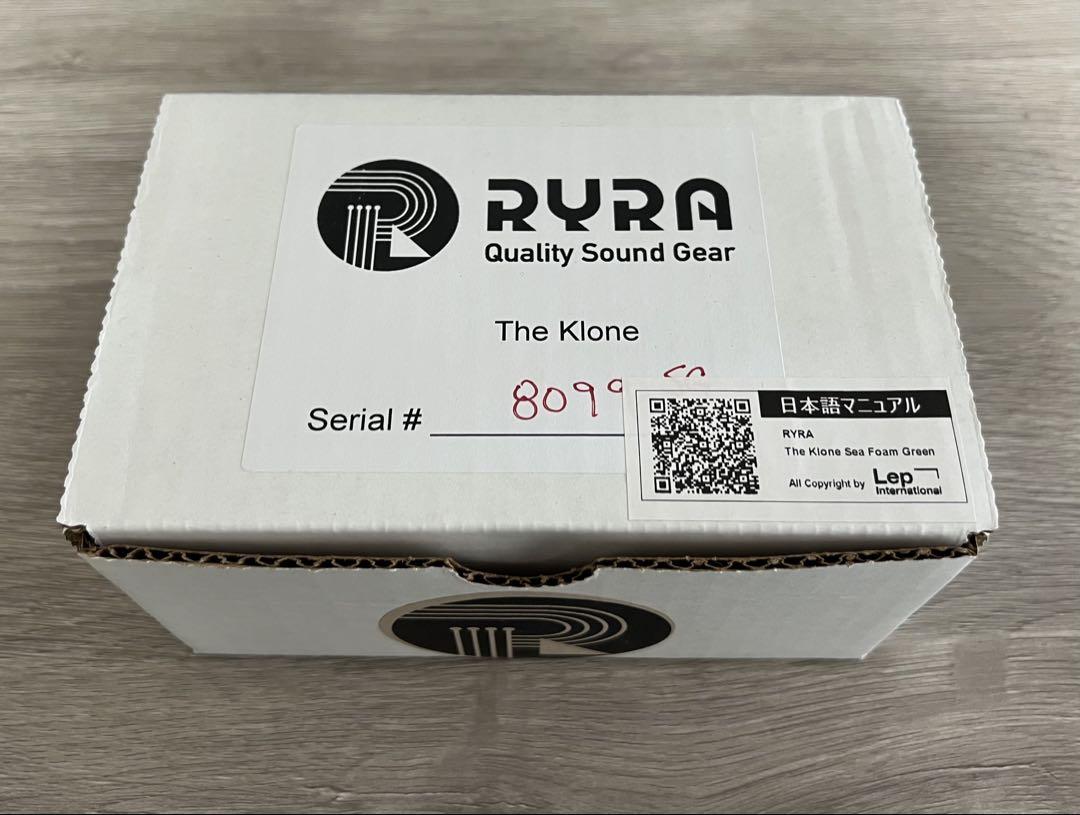 RYRA
Quality Sound Gear
The Klone
Serial #
日本語マニュアル
RYRA
The Klone Sea Foam Green
All Copyright by Lep International